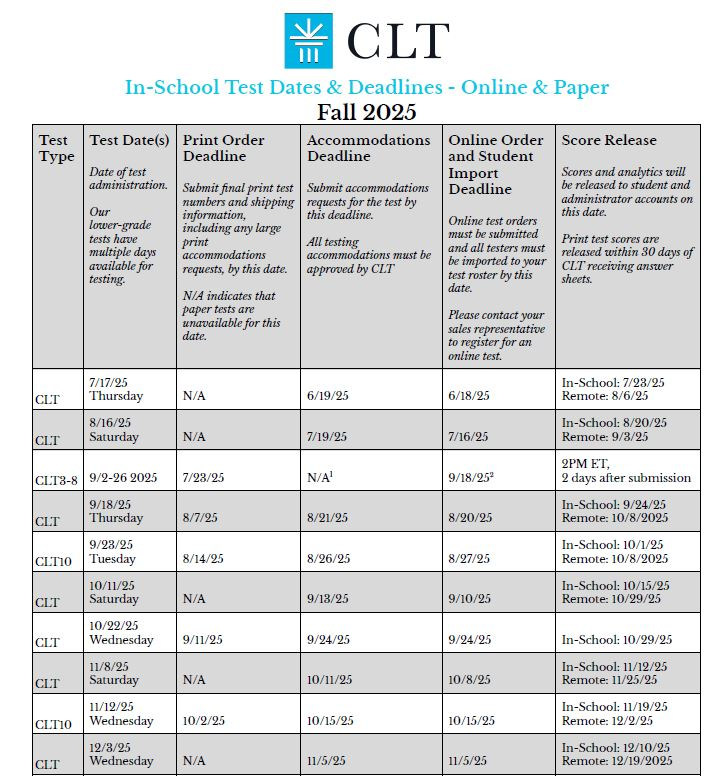 CLT
In-School Test Dates & Deadlines - Online & Paper
Fall 2025
Test
Type
Test Date(s)
Date of test
administration.
Our
lower-grade
tests have
multiple days
available for
testing.
Print Order
Deadline
Submit final print test
numbers and shipping
information,
including any large
print
accommodations
requests, by this date.
N/A indicates that
paper tests are
unavailable for this
date.
Accommodations
Deadline
Submit accommodations
requests for the test by
this deadline.
All testing
accommodations must be
approved by CLT
Online Order
and Student
Import
Deadline
Online test orders
must be submitted
and all testers must
be imported to your
test roster by this
date.
Please contact your
sales representative
to register for an
online test.
Score Release
Scores and analytics will
be released to student and
administrator accounts on
this date.
Print test scores are
released within 30 days of
CLT receiving answer
sheets.
CLT
7/17/25
Thursday
N/A
6/19/25
6/18/25
In-School: 7/23/25
Remote: 8/6/25
CLT
8/16/25
Saturday
N/A
7/19/25
7/16/25
In-School: 8/20/25
Remote: 9/3/25
CLT3-8
9/2-26 2025
7/23/25
N/A¹
9/18/25²
2PM ET,
2 days after submission
CLT
9/18/25
Thursday
8/7/25
8/21/25
8/20/25
In-School: 9/24/25
Remote: 10/8/2025
CLT10
9/23/25
Tuesday
8/14/25
8/26/25
8/27/25
In-School: 10/1/25
Remote: 10/8/2025
CLT
10/11/25
Saturday
N/A
9/13/25
9/10/25
In-School: 10/15/25
Remote: 10/29/25
CLT
10/22/25
Wednesday
9/11/25
9/24/25
9/24/25
In-School: 10/29/25
CLT
11/8/25
Saturday
N/A
10/11/25
10/8/25
In-School: 11/12/25
Remote: 11/25/25
CLT10
11/12/25
Wednesday
10/2/25
10/15/25
10/15/25
In-School: 11/19/25
Remote: 12/2/25
CLT
12/3/25
Wednesday
N/A
11/5/25
11/5/25
In-School: 12/10/25
Remote: 12/19/2025